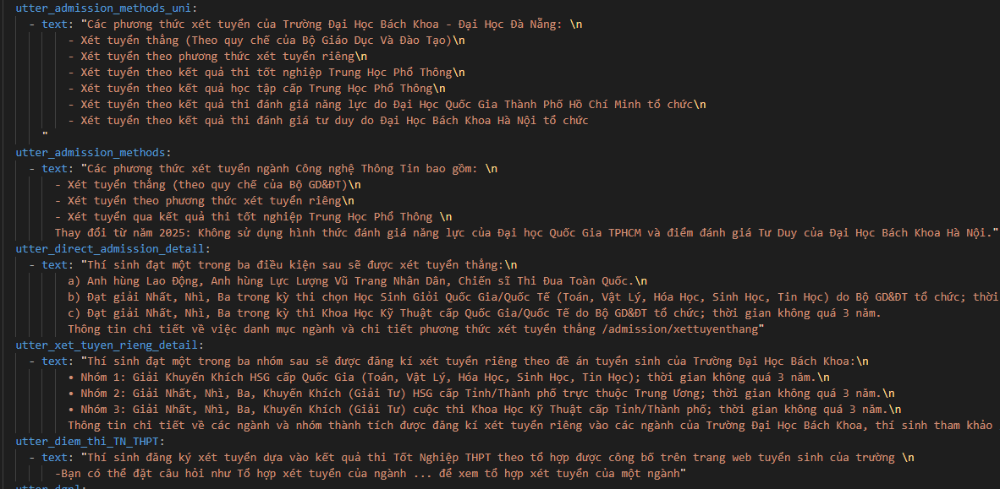 utter_admission_methods_uni:
- text: "Các phương thức xét tuyển của Trường Đại Học Bách Khoa - Đại Học Đà Nẵng: \n
- Xét tuyển thẳng (Theo quy chế của Bộ Giáo Dục Và Đào Tạo)\n
- Xét tuyển theo phương thức xét tuyển riêng\n
- Xét tuyển theo kết quả thi tốt nghiệp Trung Học Phổ Thông\n
- Xét tuyển theo kết quả học tập cấp Trung Học Phổ Thông\n
- Xét tuyển theo kết quả thi đánh giá năng lực do Đại Học Quốc Gia Thành Phố Hồ Chí Minh tổ chức\n
- Xét tuyển theo kết quả thi đánh giá tư duy do Đại Học Bách Khoa Hà Nội tổ chức
"
utter_admission_methods:
- text: "Các phương thức xét tuyển ngành Công nghệ Thông Tin bao gồm: \n
- Xét tuyển thẳng (theo quy chế của Bộ GD&ĐT)\n
- Xét tuyển theo phương thức xét tuyển riêng\n
- Xét tuyển qua kết quả thi tốt nghiệp Trung Học Phổ Thông \n
Thay đổi từ năm 2025: Không sử dụng hình thức đánh giá năng lực của Đại học Quốc Gia TPHCM và điểm đánh giá Tư Duy của Đại Học Bách Khoa Hà Nội."
utter_direct_admission_detail:
- text: "Thí sinh đạt một trong ba điều kiện sau sẽ được xét tuyển thẳng:\n
a) Anh hùng Lao Động, Anh hùng Lực Lượng Vũ Trang Nhân Dân, Chiến sĩ Thi Đua Toàn Quốc.\n
b) Đạt giải Nhất, Nhì, Ba trong kỳ thi chọn Học Sinh Giỏi Quốc Gia/Quốc Tế (Toán, Vật Lý, Hóa Học, Sinh Học, Tin Học) do Bộ GD&ĐT tổ chức; thời
c) Đạt giải Nhất, Nhì, Ba trong kỳ thi Khoa Học Kỹ Thuật cấp Quốc Gia/Quốc Tế do Bộ GD&ĐT tổ chức; thời gian không quá 3 năm.
Thông tin chi tiết về việc danh mục ngành và chi tiết phương thức xét tuyển thẳng /admission/xettuyenthang"
utter_xet_tuyen_rieng_detail:
- text: "Thí sinh đạt một trong ba nhóm sau sẽ được đăng kí xét tuyển riêng theo đề án tuyển sinh của Trường Đại Học Bách Khoa:\n
• Nhóm 1: Giải Khuyến Khích HSG cấp Quốc Gia (Toán, Vật Lý, Hóa Học, Sinh Học, Tin Học); thời gian không quá 3 năm.\n
• Nhóm 2: Giải Nhất, Nhì, Ba, Khuyến Khích (Giải Tư) HSG cấp Tỉnh/Thành phố trực thuộc Trung Ương; thời gian không quá 3 năm.\n
• Nhóm 3: Giải Nhất, Nhì, Ba, Khuyến Khích (Giải Tư) cuộc thi Khoa Học Kỹ Thuật cấp Tỉnh/Thành phố; thời gian không quá 3 năm.\n
Thông tin chi tiết về các ngành và nhóm thành tích được đăng kí xét tuyển riêng vào các ngành của Trường Đại Học Bách Khoa, thí sinh tham khảo
utter_diem_thi_TN_THPT:
- text: "Thí sinh đăng ký xét tuyển dựa vào kết quả thi Tốt Nghiệp THPT theo tổ hợp được công bố trên trang web tuyển sinh của trường \n
-Bạn có thể đặt câu hỏi như Tổ hợp xét tuyển của ngành ... để xem tổ hợp xét tuyển của một ngành"